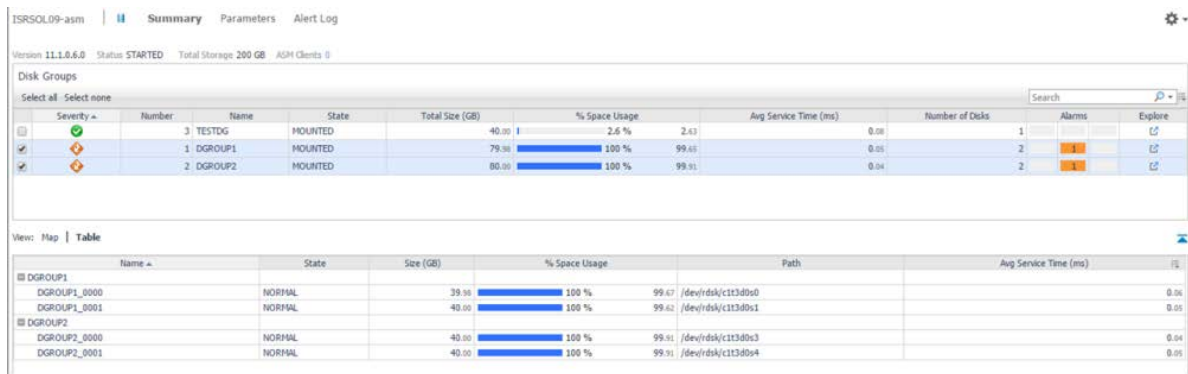 ISRSOL09-asm Summary Parameters Alert Log
Version 11.1.0.6.0 Status STARTED Total Storage 200 GB ASM Clients 0
Disk Groups
Select all Select none Search
Severity Number Name State Total Size (GB) % Space Usage Avg Service Time (ms) Number of Disks Alarms Explore
3 TESTDG MOUNTED 40.00 2.6 % 2.63 0.08 1
1 DGROUP1 MOUNTED 79.98 100 % 99.65 0.05 2 1
2 DGROUP2 MOUNTED 80.00 100 % 99.91 0.04 2 1
View: Map | Table
Name State Size (GB) % Space Usage Path Avg Service Time (ms)
DGROUP1
DGROUP1_0000 NORMAL 39.98 100 % 99.67 /dev/rdsk/c1t3d0s0 0.06
DGROUP1_0001 NORMAL 40.00 100 % 99.62 /dev/rdsk/c1t3d0s1 0.05
DGROUP2
DGROUP2_0000 NORMAL 40.00 100 % 99.91 /dev/rdsk/c1t3d0s3 0.04
DGROUP2_0001 NORMAL 40.00 100 % 99.91 /dev/rdsk/c1t3d0s4 0.05